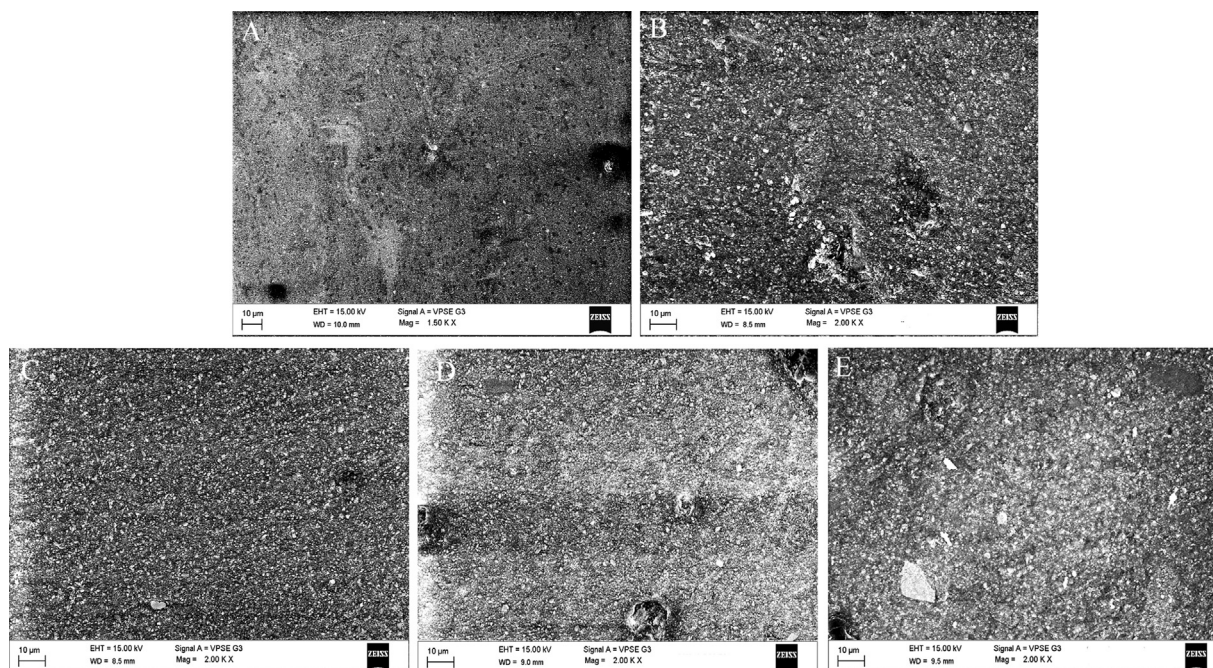 A
10 µm
EHT = 15.00 kV
Signal A = VPSE G3
WD = 10.0 mm
Mag = 1.50 K X
ZEISS
B
10 µm
EHT = 15.00 kV
Signal A = VPSE G3
WD = 8.5 mm
Mag = 2.00 K X
ZEISS
C
10 µm
EHT = 15.00 kV
Signal A = VPSE G3
WD = 8.5 mm
Mag = 2.00 K X
ZEISS
D
10 µm
EHT = 15.00 kV
Signal A = VPSE G3
WD = 9.0 mm
Mag = 2.00 K X
ZEISS
E
10 µm
EHT = 15.00 kV
Signal A = VPSE G3
WD = 9.5 mm
Mag = 2.00 K X
ZEISS